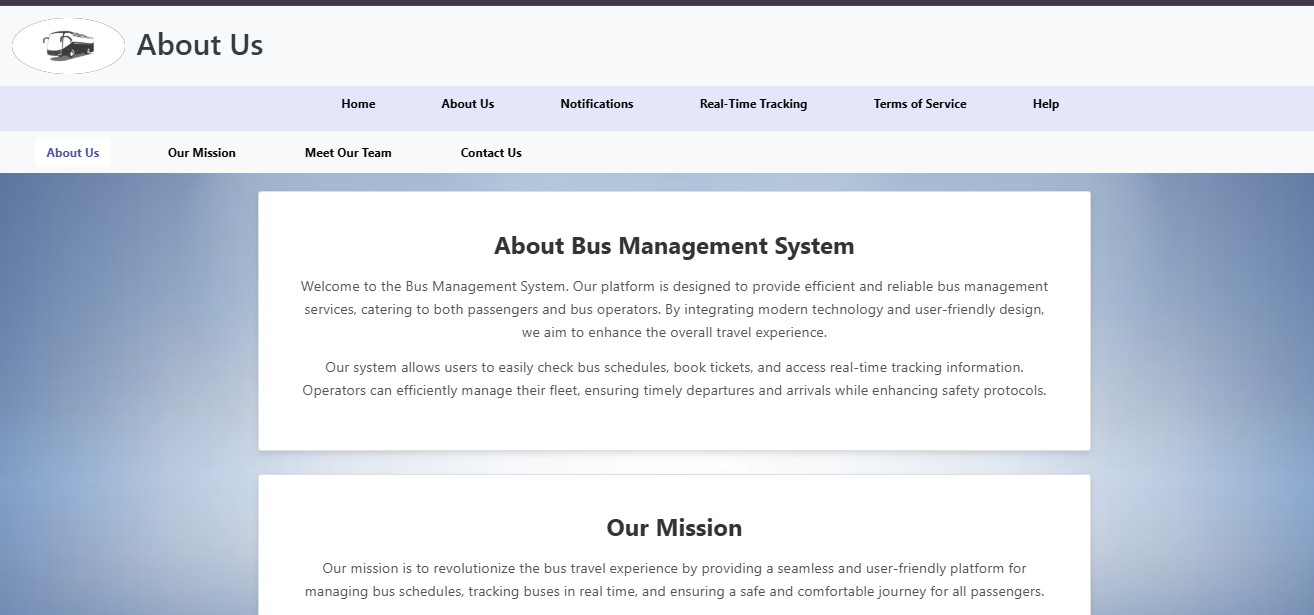 About Us
Home About Us Notifications Real-Time Tracking Terms of Service Help
About Us Our Mission Meet Our Team Contact Us
About Bus Management System
Welcome to the Bus Management System. Our platform is designed to provide efficient and reliable bus management
services, catering to both passengers and bus operators. By integrating modern technology and user-friendly design,
we aim to enhance the overall travel experience.
Our system allows users to easily check bus schedules, book tickets, and access real-time tracking information.
Operators can efficiently manage their fleet, ensuring timely departures and arrivals while enhancing safety protocols.
Our Mission
Our mission is to revolutionize the bus travel experience by providing a seamless and user-friendly platform for
managing bus schedules, tracking buses in real time, and ensuring a safe and comfortable journey for all passengers.